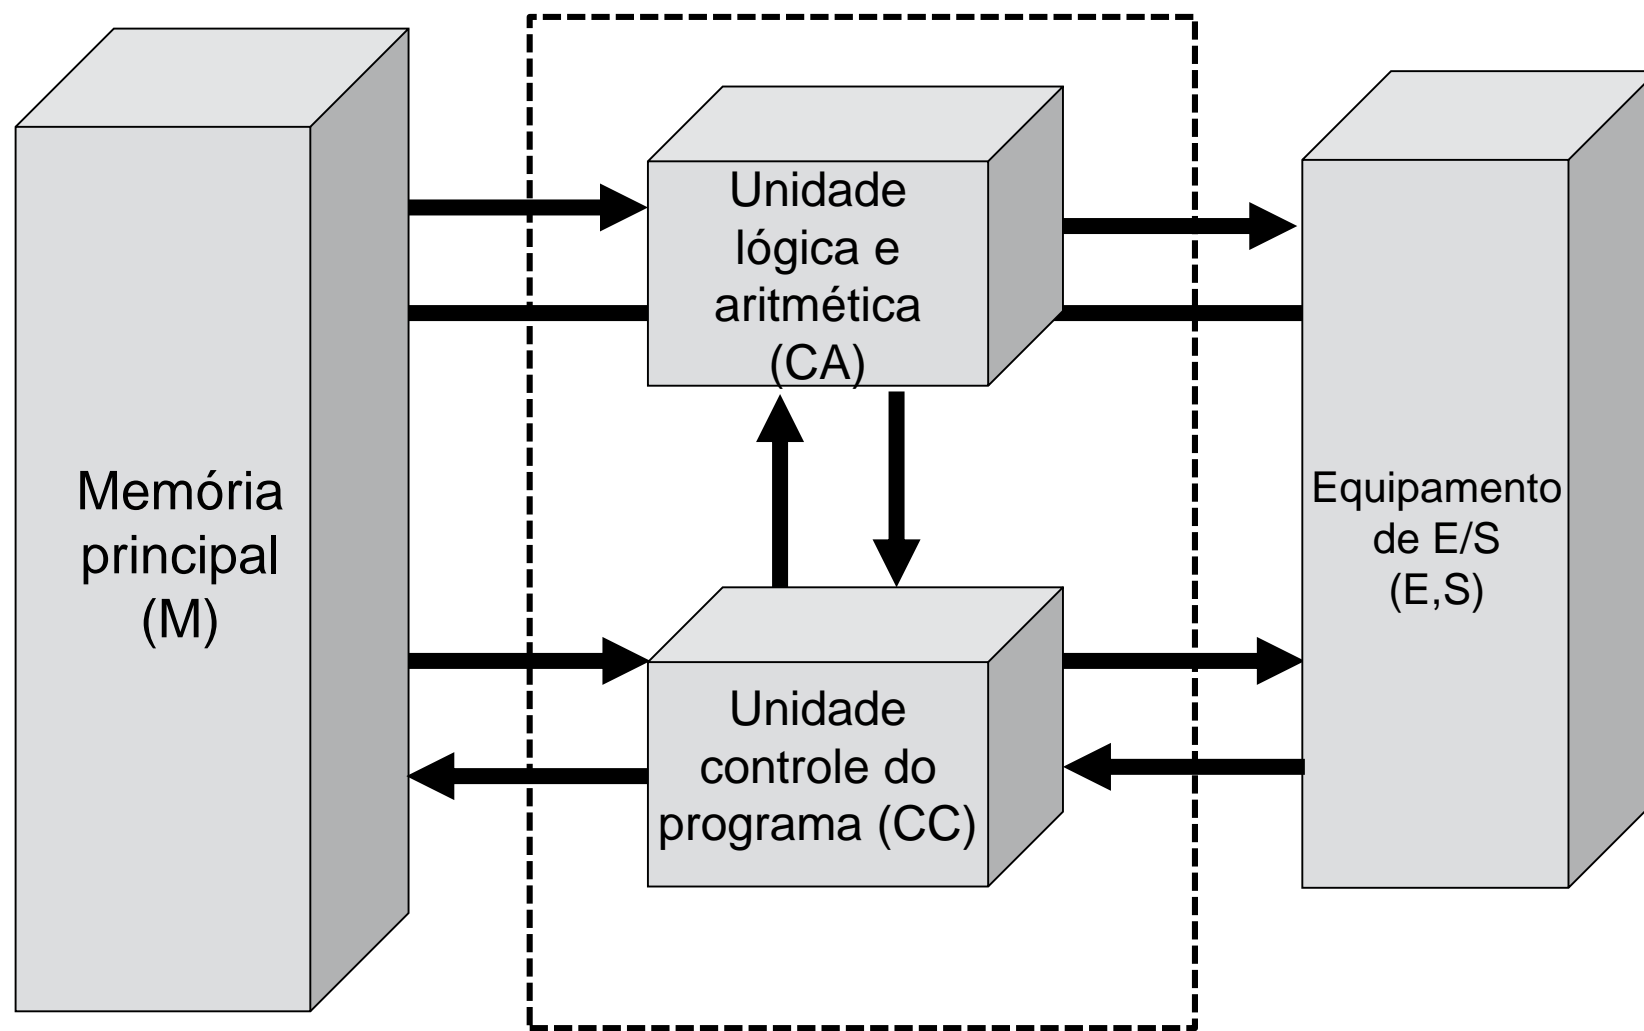 Memória
principal
(M)
Unidade
lógica e
aritmética
(CA)
Unidade
controle do
programa (CC)
Equipamento
de E/S
(E,S)